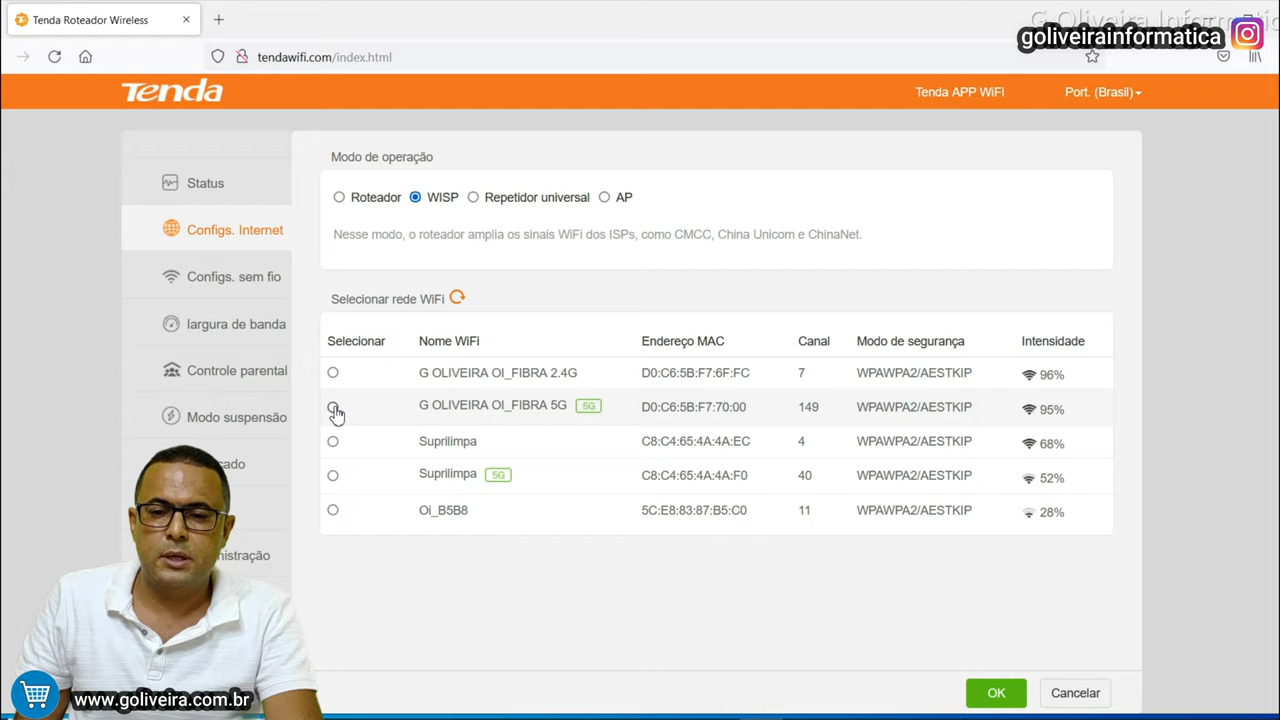 Tenda Roteador Wireless
G Oliveira Informatic
goliveirainformatica
tendawifi.com/index.html
Tenda
Tenda APP WiFi
Port. (Brasil)
Modo de operação
Status
Roteador WISP Repetidor universal AP
Configs. Internet
Nesse modo, o roteador amplia os sinais WiFi dos ISPs, como CMCC, China Unicom e ChinaNet.
Configs. sem fio
Selecionar rede WiFi
largura de banda
Selecionar Nome WiFi Endereço MAC Canal Modo de segurança Intensidade
G OLIVEIRA OI_FIBRA 2.4G D0:C6:5B:F7:6F:FC 7 WPAWPA2/AESTKIP 96%
Controle parental
G OLIVEIRA OI_FIBRA 5G 5G D0:C6:5B:F7:70:00 149 WPAWPA2/AESTKIP 95%
Modo suspensão
Suprilimpa C8:C4:65:4A:4A:EC 4 WPAWPA2/AESTKIP 68%
cado
Suprilimpa 5G C8:C4:65:4A:4A:F0 40 WPAWPA2/AESTKIP 52%
Oi_B5B8 5C:E8:83:87:B5:C0 11 WPAWPA2/AESTKIP 28%
nistração
OK
Cancelar
www.goliveira.com.br